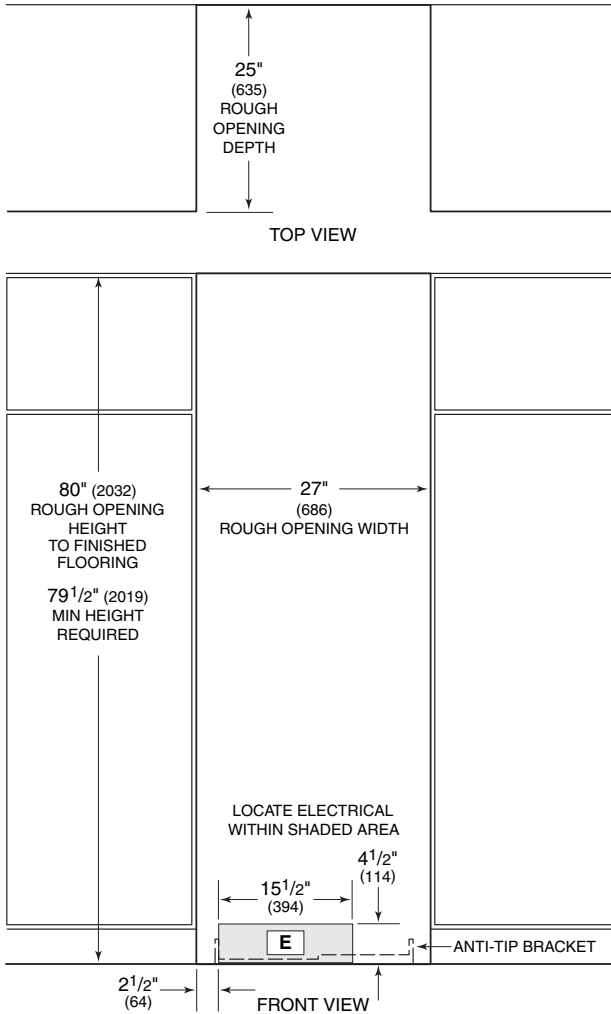 25"
(635)
ROUGH
OPENING
DEPTH
TOP VIEW
80" (2032)
ROUGH OPENING
HEIGHT
TO FINISHED
FLOORING
79 1/2" (2019)
MIN HEIGHT
REQUIRED
27"
(686)
ROUGH OPENING WIDTH
LOCATE ELECTRICAL
WITHIN SHADED AREA
4 1/2"
(114)
15 1/2"
(394)
E
ANTI-TIP BRACKET
2 1/2"
(64)
FRONT VIEW